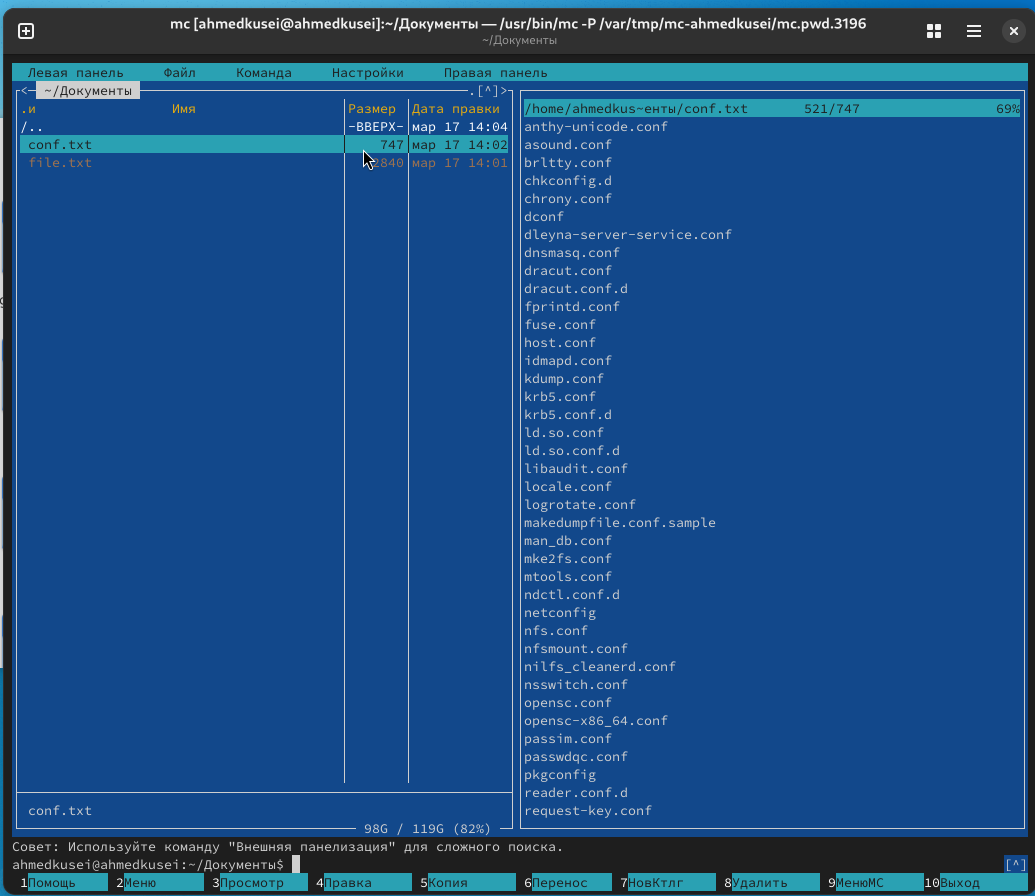 mc [ahmedkusei@ahmedkusei]:~/Документы — /usr/bin/mc -P /var/tmp/mc-ahmedkusei/mc.pwd.3196
~/Документы
Левая панель Файл Команда Настройки Правая панель
<— ~/Документы .[^]>
.и Имя Размер Дата правки
/.. -ВВЕРХ- мар 17 14:04
conf.txt 747 мар 17 14:02
file.txt 2840 мар 17 14:01
conf.txt
98G / 119G (82%)
/home/ahmedkus~енты/conf.txt 521/747 69%
anthy-unicode.conf
asound.conf
brltty.conf
chkconfig.d
chrony.conf
dconf
dleyna-server-service.conf
dnsmasq.conf
dracut.conf
dracut.conf.d
fprintd.conf
fuse.conf
host.conf
idmapd.conf
kdump.conf
krb5.conf
krb5.conf.d
ld.so.conf
ld.so.conf.d
libaudit.conf
locale.conf
logrotate.conf
makedumpfile.conf.sample
man_db.conf
mke2fs.conf
mtools.conf
ndctl.conf.d
netconfig
nfs.conf
nfsmount.conf
nilfs_cleanerd.conf
nsswitch.conf
opensc.conf
opensc-x86_64.conf
passim.conf
passwdqc.conf
pkgconfig
reader.conf.d
request-key.conf
Совет: Используйте команду "Внешняя панелизация" для сложного поиска.
ahmedkusei@ahmedkusei:~/Документы$ [^]
1Помощь 2Меню 3Просмотр 4Правка 5Копия 6Перенос 7НовКтлг 8Удалить 9МенюМС 10Выход